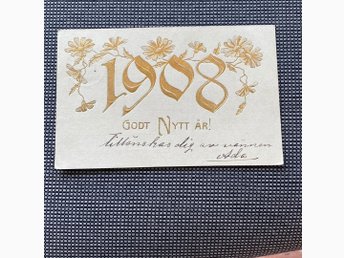 1908
GODT NYTT ÅR!
tillönskas dig av vännen
Ada